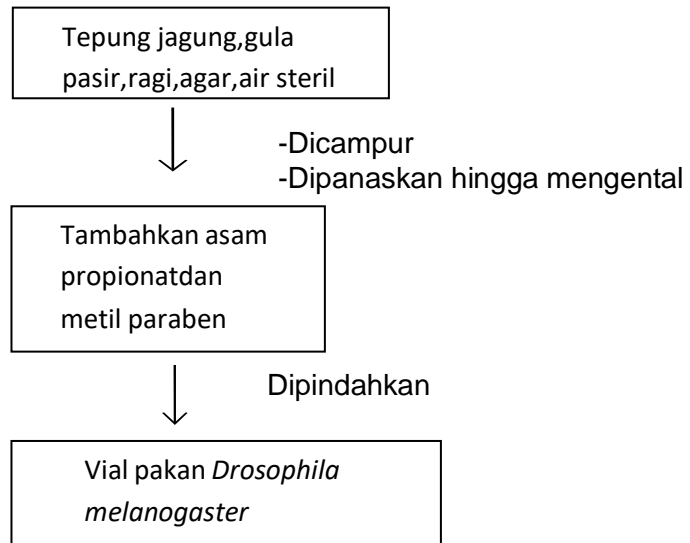 Tepung jagung,gula
pasir,ragi,agar,air steril
-Dicampur
-Dipanaskan hingga mengental
Tambahkan asam
propionatdan
metil paraben
Dipindahkan
Vial pakan Drosophila
melanogaster